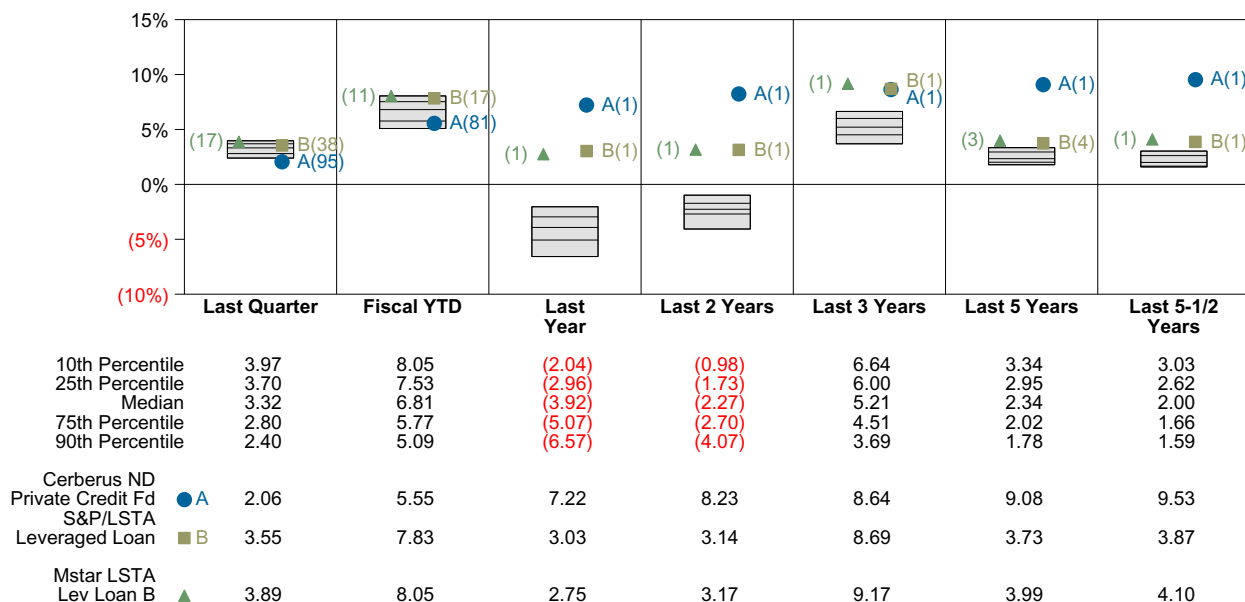 15%
10%
5%
0%
(5%)
(10%)
(17) B(38) A(95)
(11) B(17) A(81)
(1) A(1) B(1)
(1) A(1) B(1)
(1) B(1) A(1)
(3) A(1) B(4)
(1) A(1) B(1)
Last Quarter Fiscal YTD Last Year Last 2 Years Last 3 Years Last 5 Years Last 5-1/2 Years
10th Percentile 3.97 8.05 (2.04) (0.98) 6.64 3.34 3.03
25th Percentile 3.70 7.53 (2.96) (1.73) 6.00 2.95 2.62
Median 3.32 6.81 (3.92) (2.27) 5.21 2.34 2.00
75th Percentile 2.80 5.77 (5.07) (2.70) 4.51 2.02 1.66
90th Percentile 2.40 5.09 (6.57) (4.07) 3.69 1.78 1.59
Cerberus ND
Private Credit Fd A 2.06 5.55 7.22 8.23 8.64 9.08 9.53
S&P/LSTA
Leveraged Loan B 3.55 7.83 3.03 3.14 8.69 3.73 3.87
Mstar LSTA
Lev Loan B 3.89 8.05 2.75 3.17 9.17 3.99 4.10